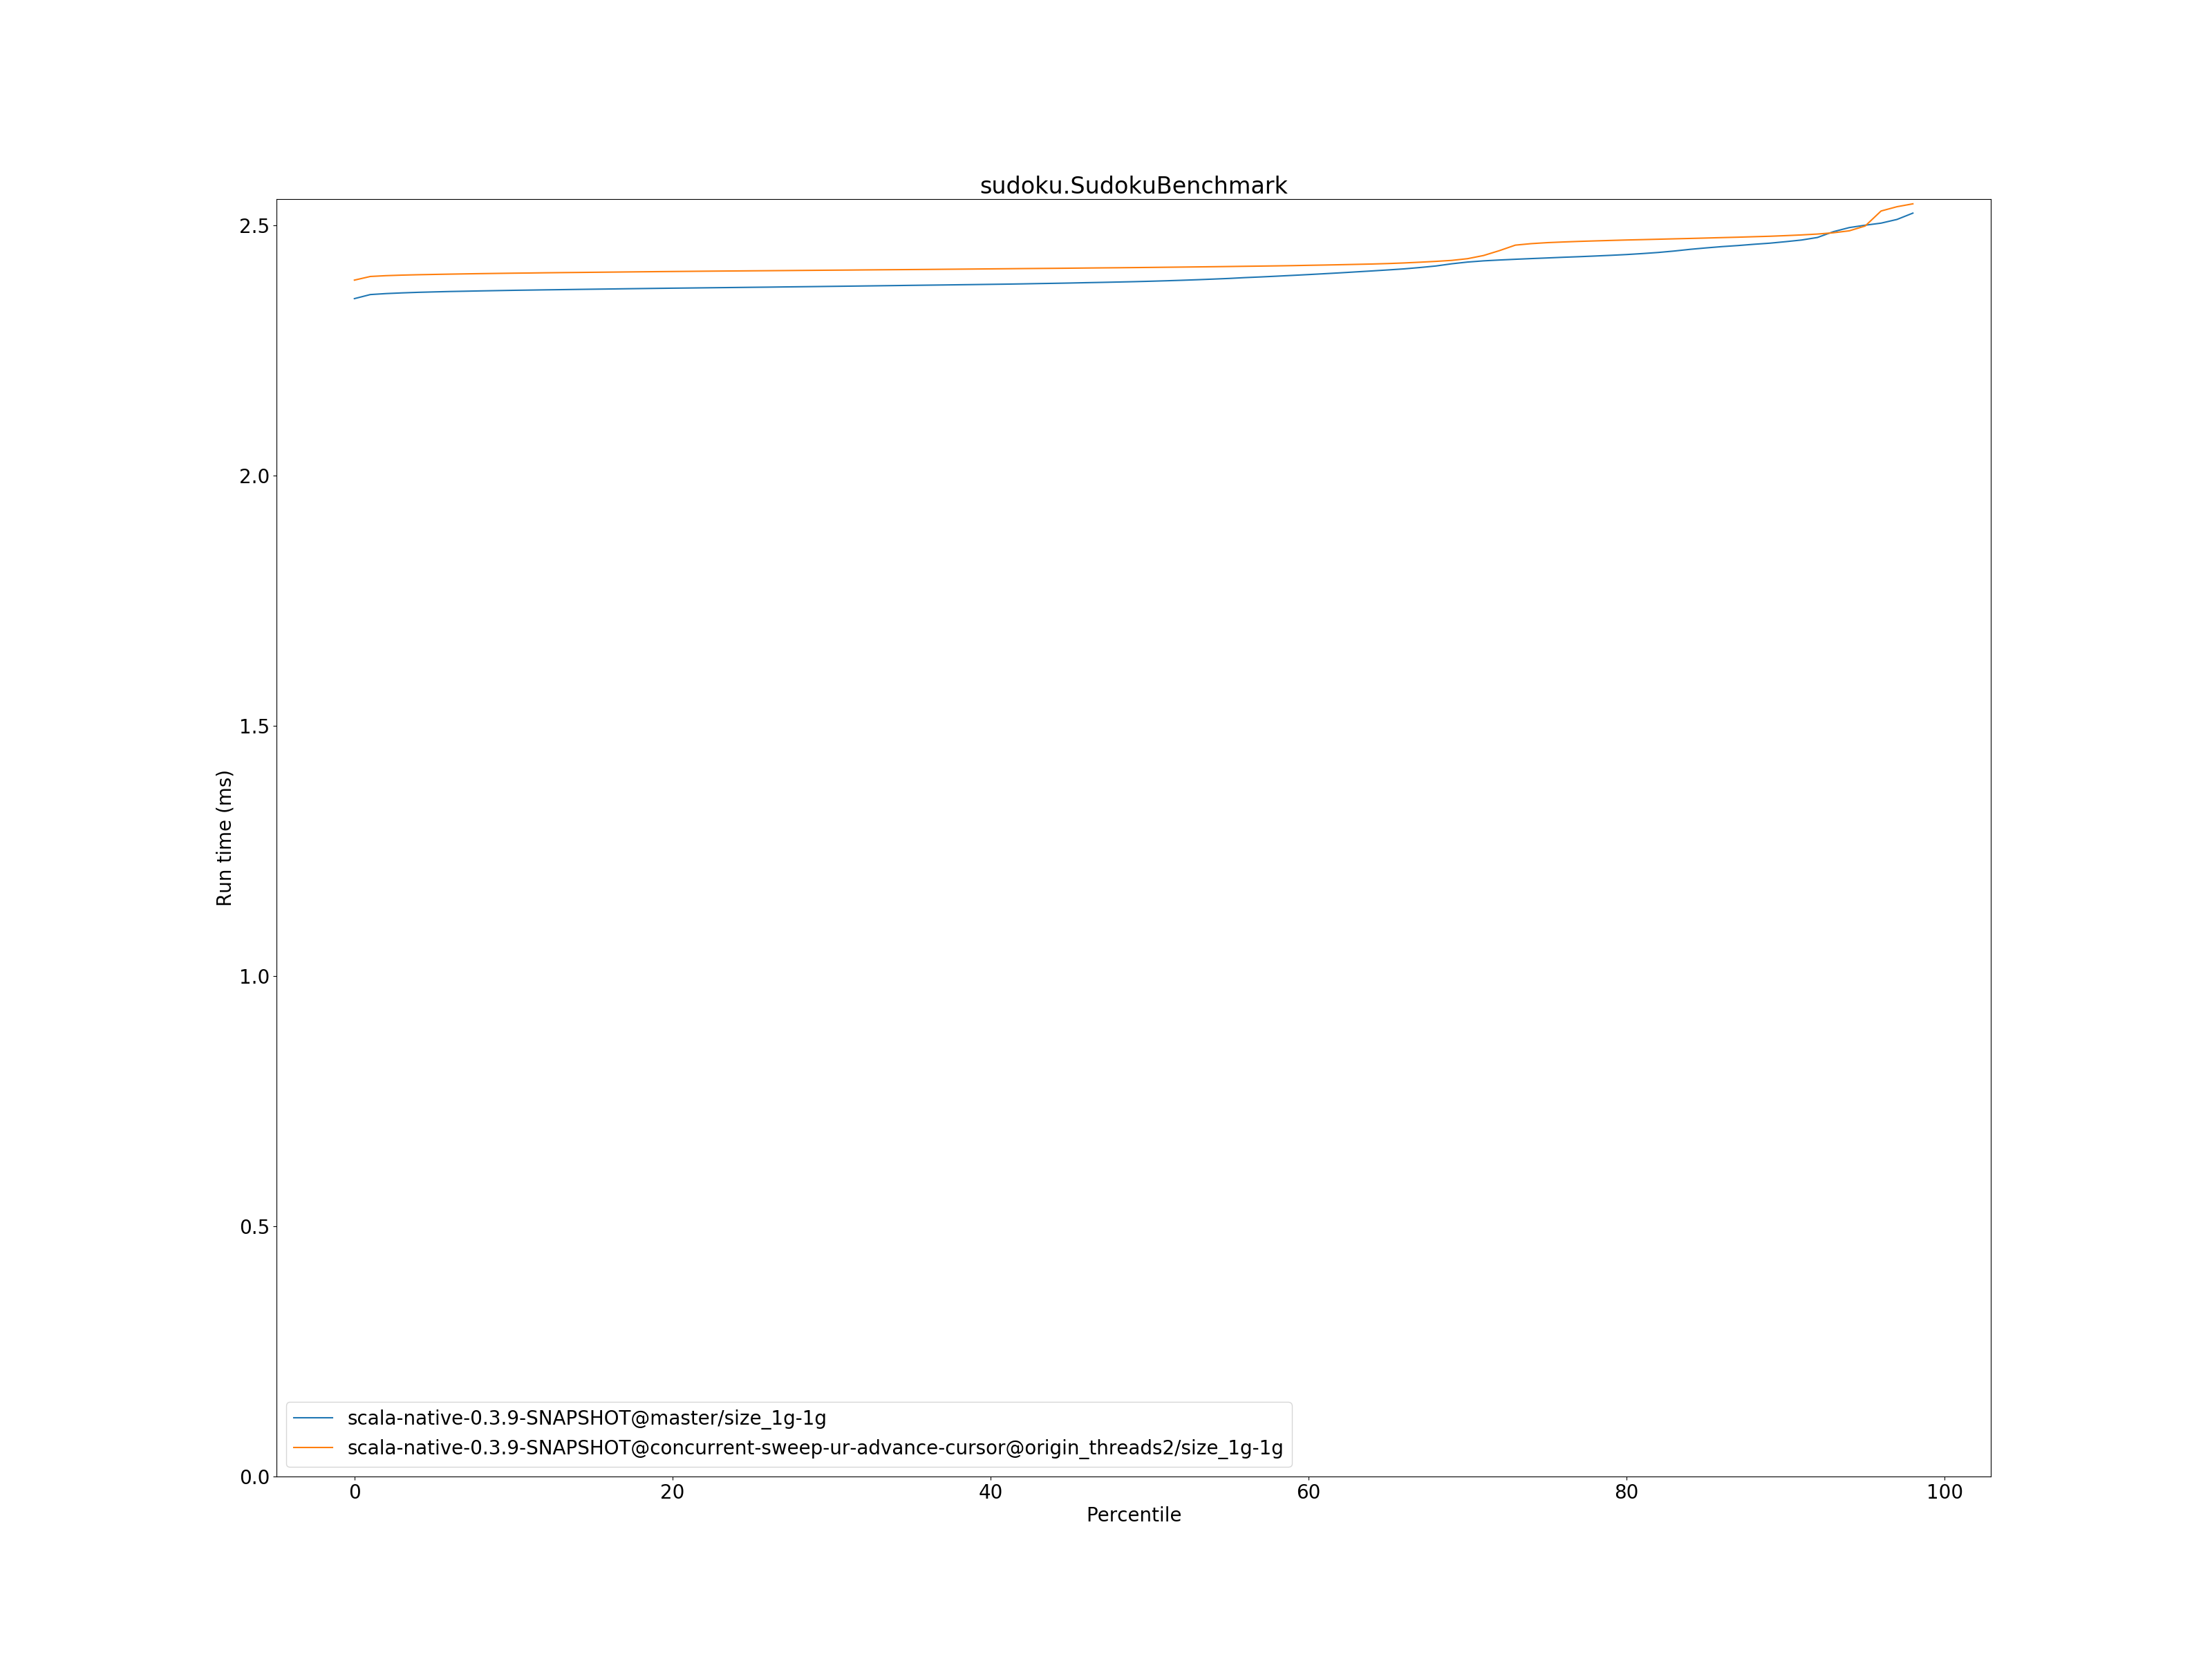 sudoku.SudokuBenchmark
2.5
2.0
1.5
1.0
0.5
0.0
Run time (ms)
scala-native-0.3.9-SNAPSHOT@master/size_1g-1g
scala-native-0.3.9-SNAPSHOT@concurrent-sweep-ur-advance-cursor@origin_threads2/size_1g-1g
0 20 40 60 80 100
Percentile